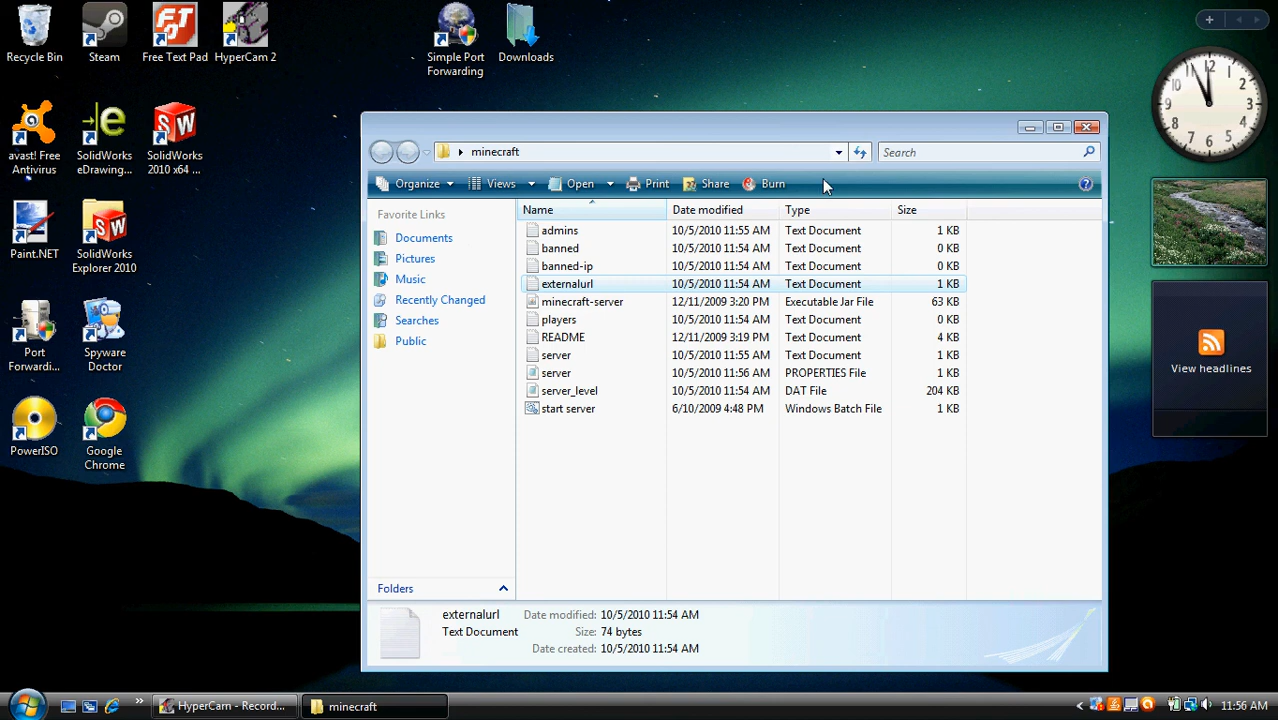 Recycle Bin
Steam
Free Text Pad
HyperCam 2
Simple Port Forwarding
Downloads
avast! Free Antivirus
SolidWorks eDrawing...
SolidWorks 2010 x64 ...
Paint.NET
SolidWorks Explorer 2010
Port Forwardi...
Spyware Doctor
PowerISO
Google Chrome
minecraft
Search
Organize Views Open Print Share Burn
Favorite Links
Documents
Pictures
Music
Recently Changed
Searches
Public
Folders
Name Date modified Type Size
admins 10/5/2010 11:55 AM Text Document 1 KB
banned 10/5/2010 11:54 AM Text Document 0 KB
banned-ip 10/5/2010 11:54 AM Text Document 0 KB
externalurl 10/5/2010 11:54 AM Text Document 1 KB
minecraft-server 12/11/2009 3:20 PM Executable Jar File 63 KB
players 10/5/2010 11:54 AM Text Document 0 KB
README 12/11/2009 3:19 PM Text Document 4 KB
server 10/5/2010 11:55 AM Text Document 1 KB
server 10/5/2010 11:56 AM PROPERTIES File 1 KB
server_level 10/5/2010 11:54 AM DAT File 204 KB
start server 6/10/2009 4:48 PM Windows Batch File 1 KB
externalurl Date modified: 10/5/2010 11:54 AM
Text Document Size: 74 bytes
Date created: 10/5/2010 11:54 AM
12
3
6
9
View headlines
HyperCam - Record...
minecraft
11:56 AM